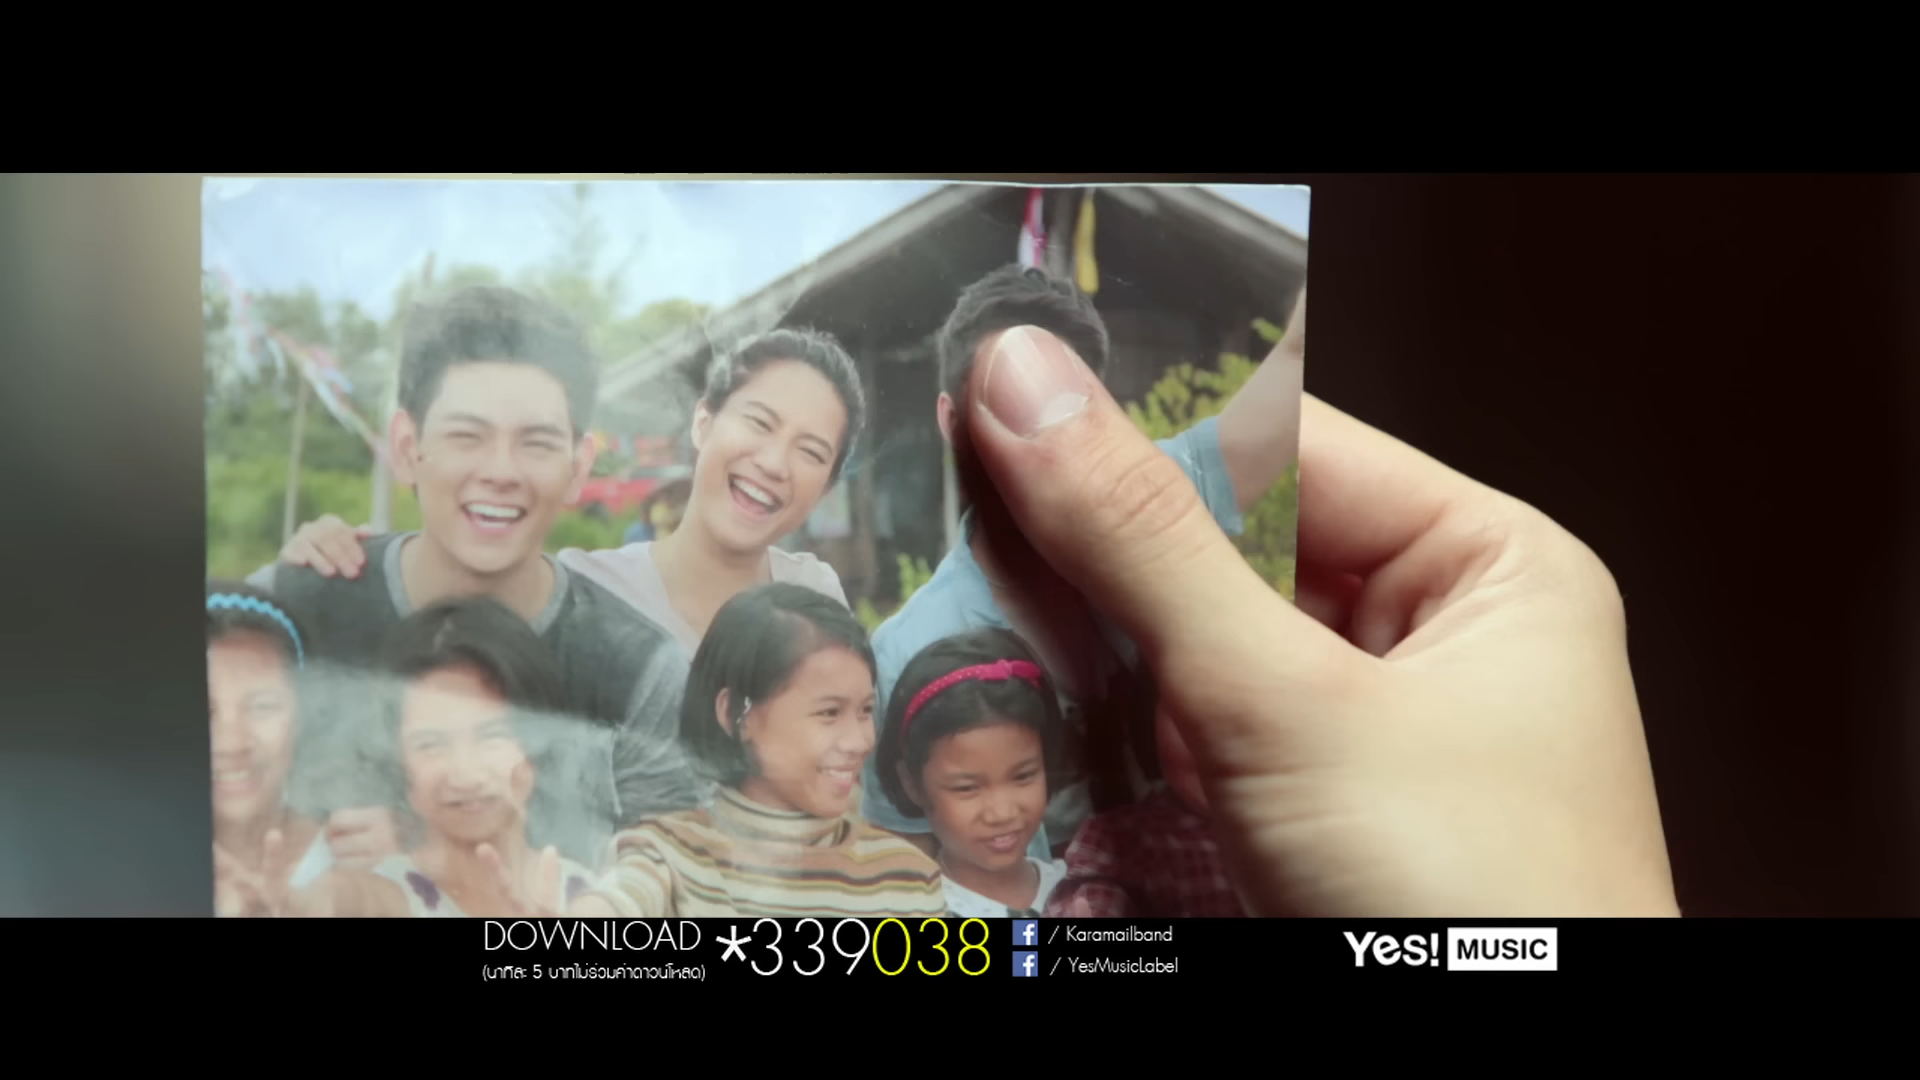 DOWNLOAD *339038
(นาทีละ 5 บาทไม่ร่วมค่าดาวน์โหลด)
/ Karamailband
/ YesMusicLabel
Yes! MUSIC